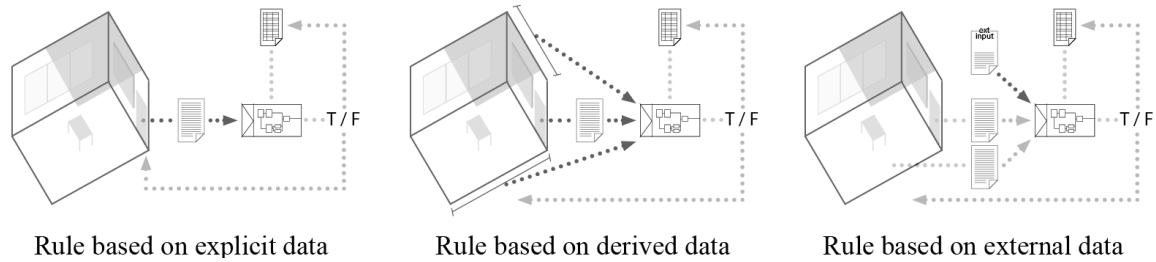 ext
input
T / F
T / F
T / F
Rule based on explicit data
Rule based on derived data
Rule based on external data